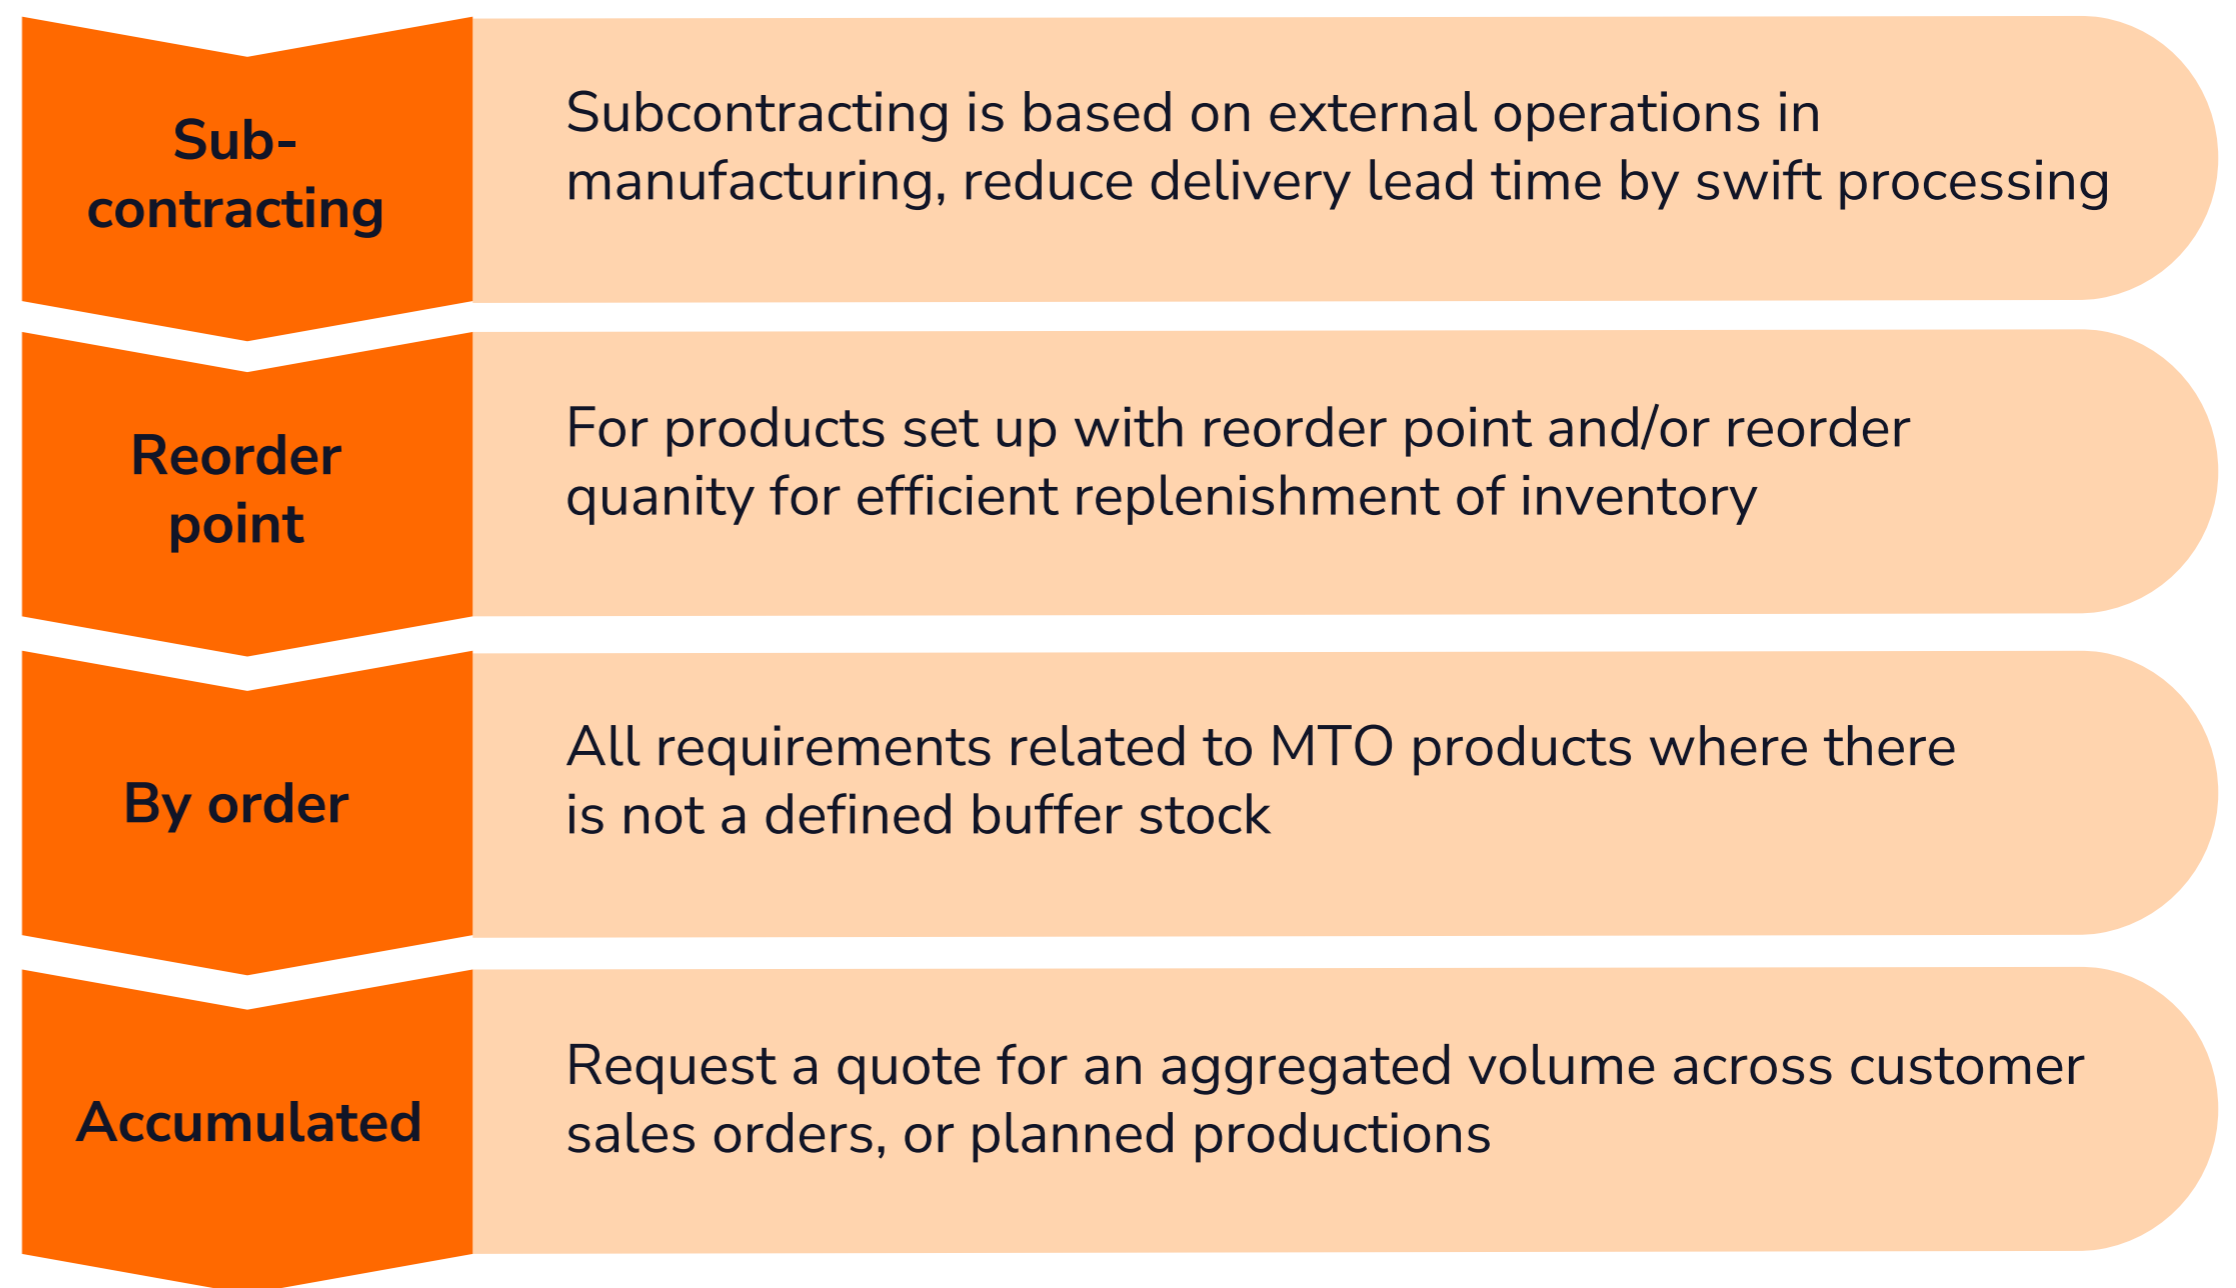 Sub-
contracting
Subcontracting is based on external operations in
manufacturing, reduce delivery lead time by swift processing
Reorder
point
For products set up with reorder point and/or reorder
quanity for efficient replenishment of inventory
By order
All requirements related to MTO products where there
is not a defined buffer stock
Accumulated
Request a quote for an aggregated volume across customer
sales orders, or planned productions